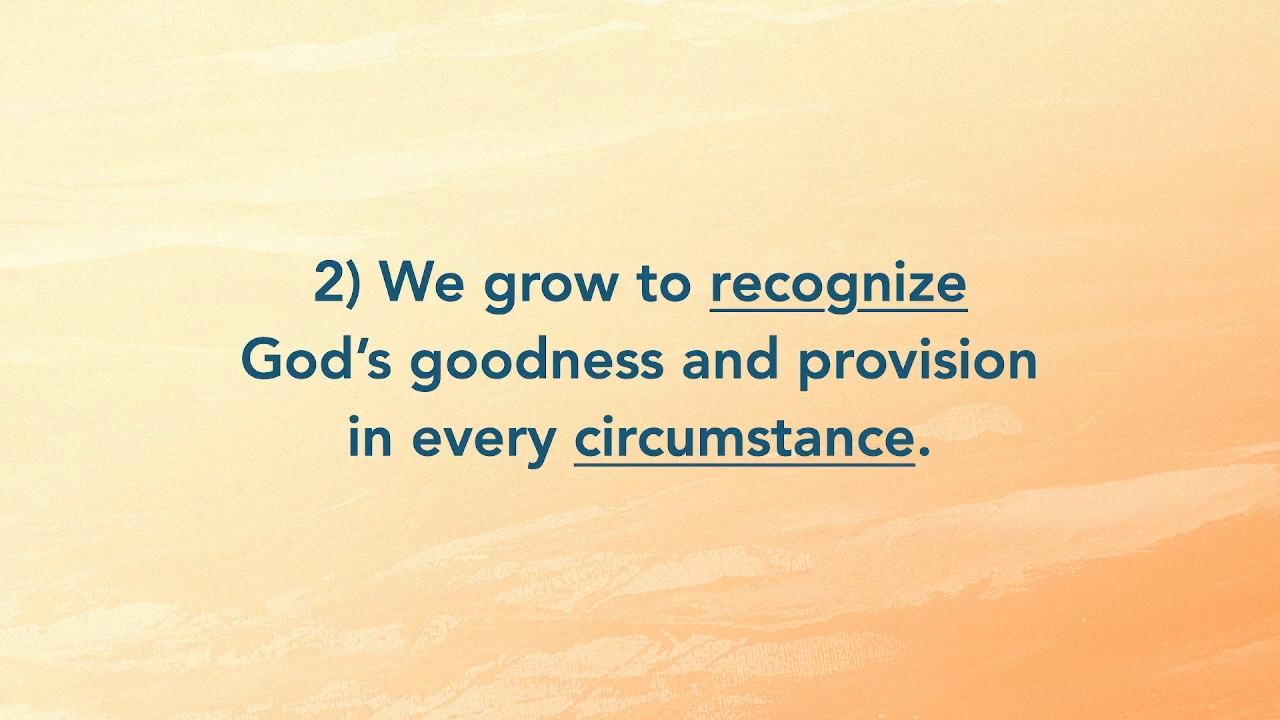 2) We grow to recognize
God’s goodness and provision
in every circumstance.